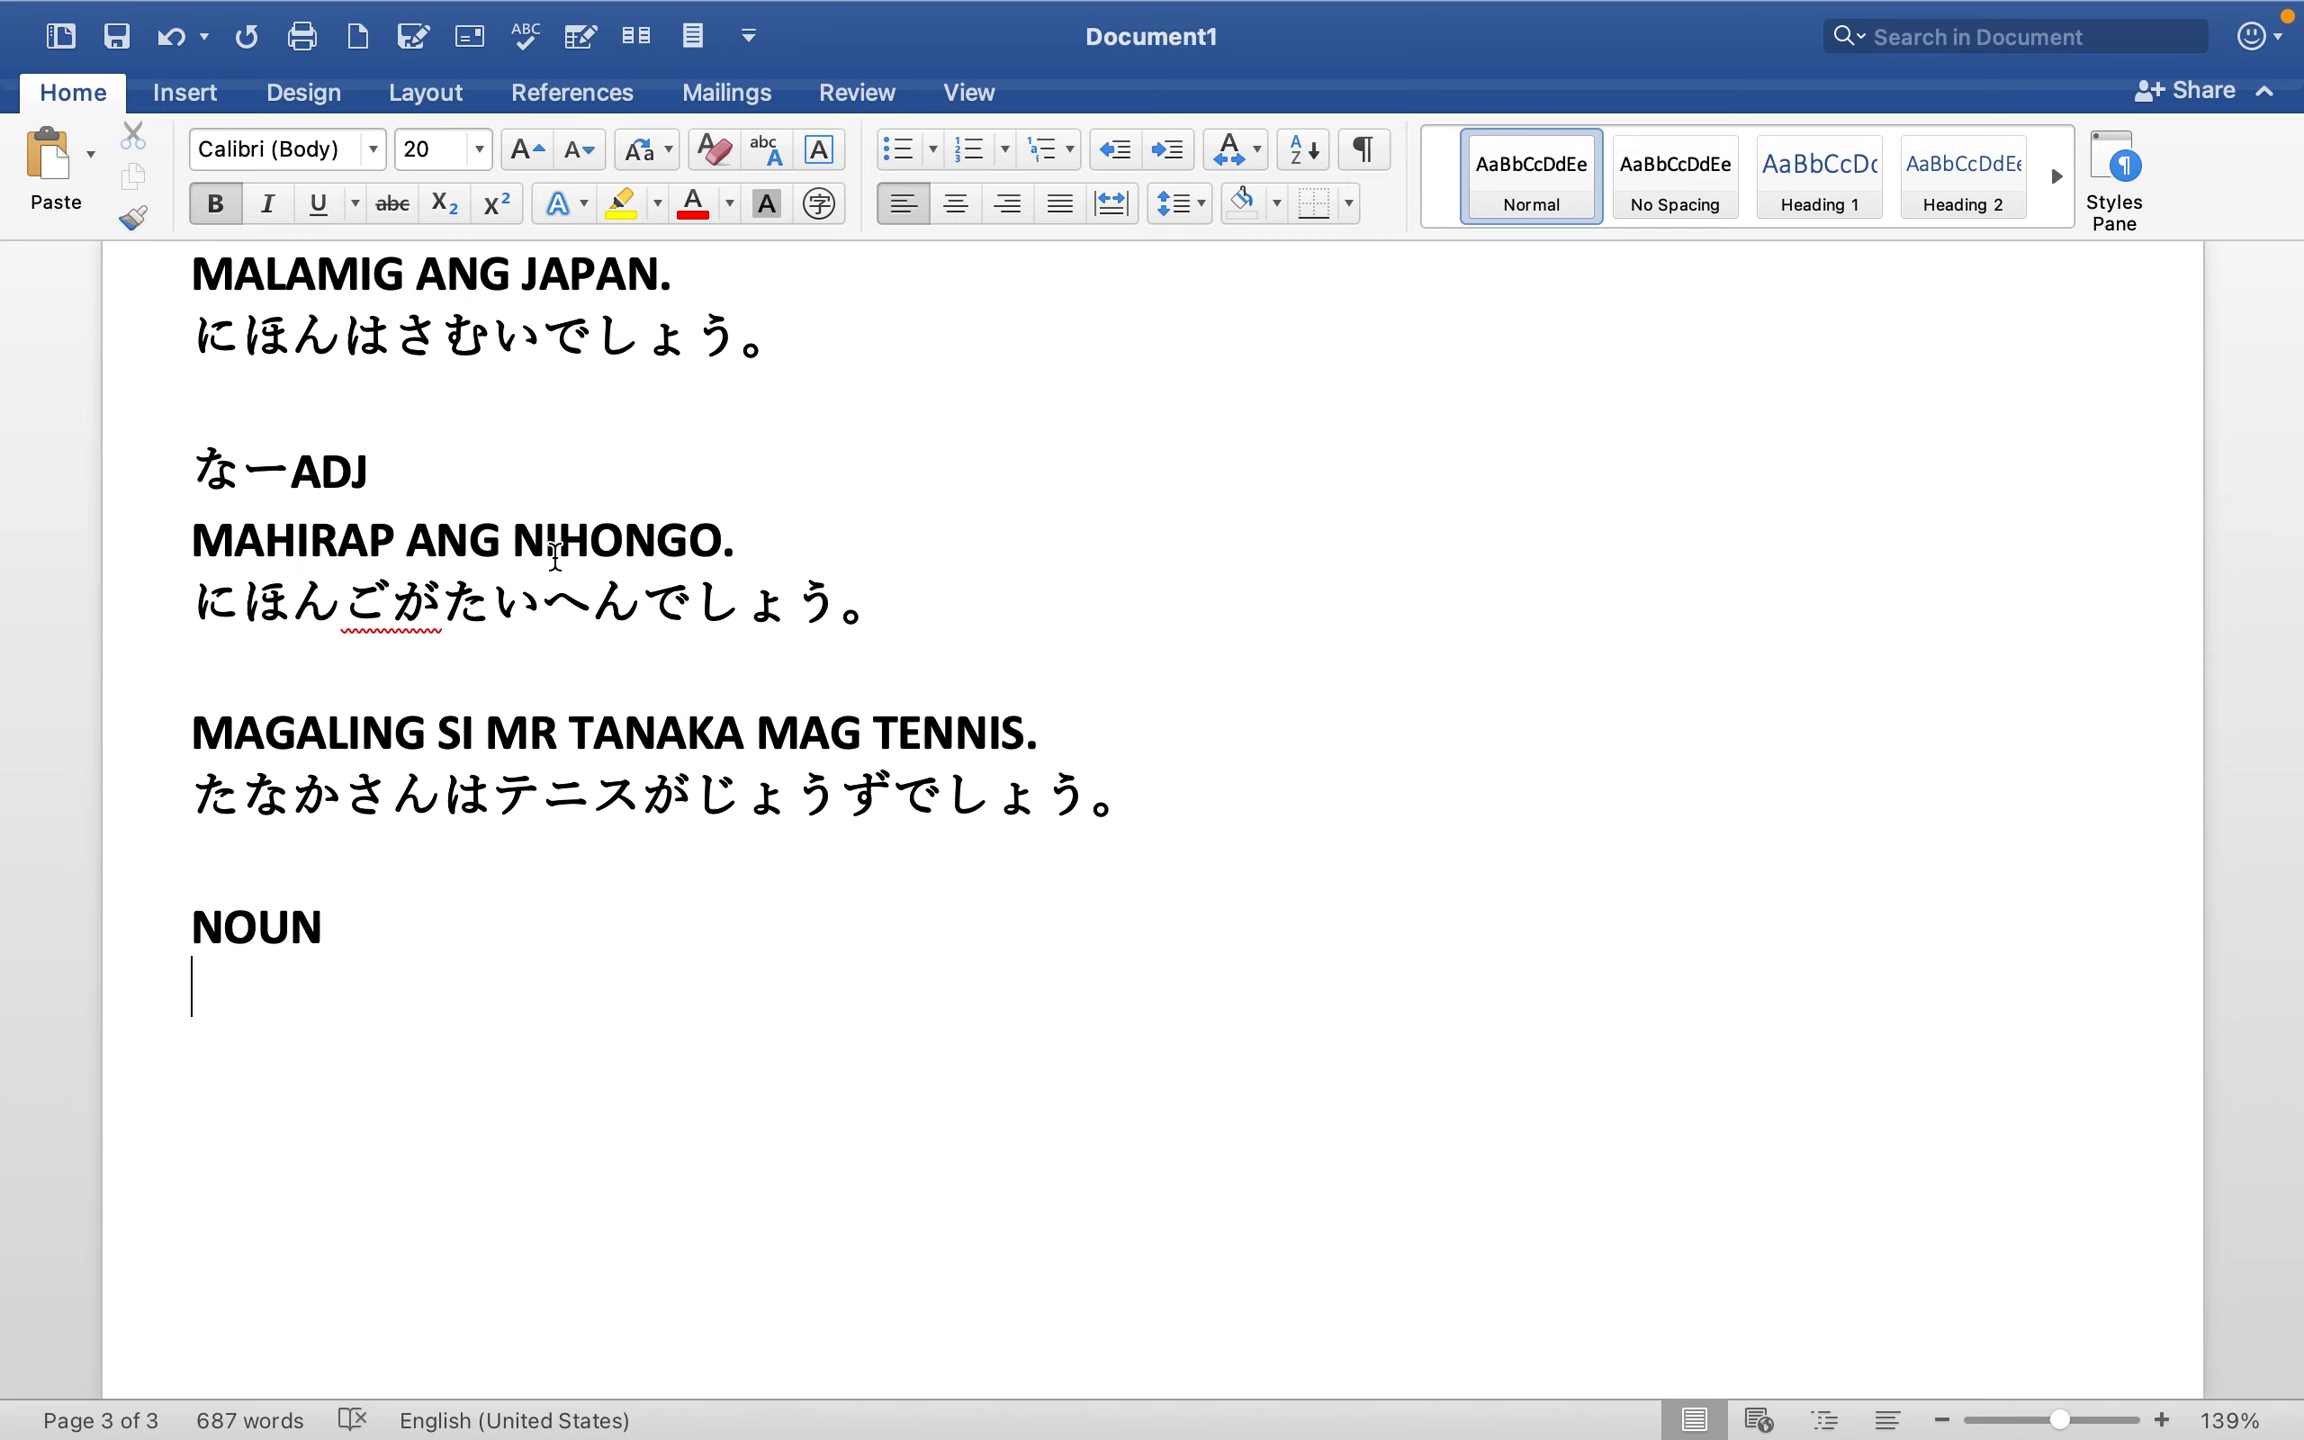 Document1
Search in Document
Home Insert Design Layout References Mailings Review View
Share
Paste
Calibri (Body) 20
AaBbCcDdEe Normal
AaBbCcDdEe No Spacing
AaBbCcDc Heading 1
AaBbCcDdEe Heading 2
Styles Pane
MALAMIG ANG JAPAN.
にほんはさむいでしょう。
なーADJ
MAHIRAP ANG NIHONGO.
にほんごがたいへんでしょう。
MAGALING SI MR TANAKA MAG TENNIS.
たなかさんはテニスがじょうずでしょう。
NOUN
Page 3 of 3 687 words English (United States) 139%